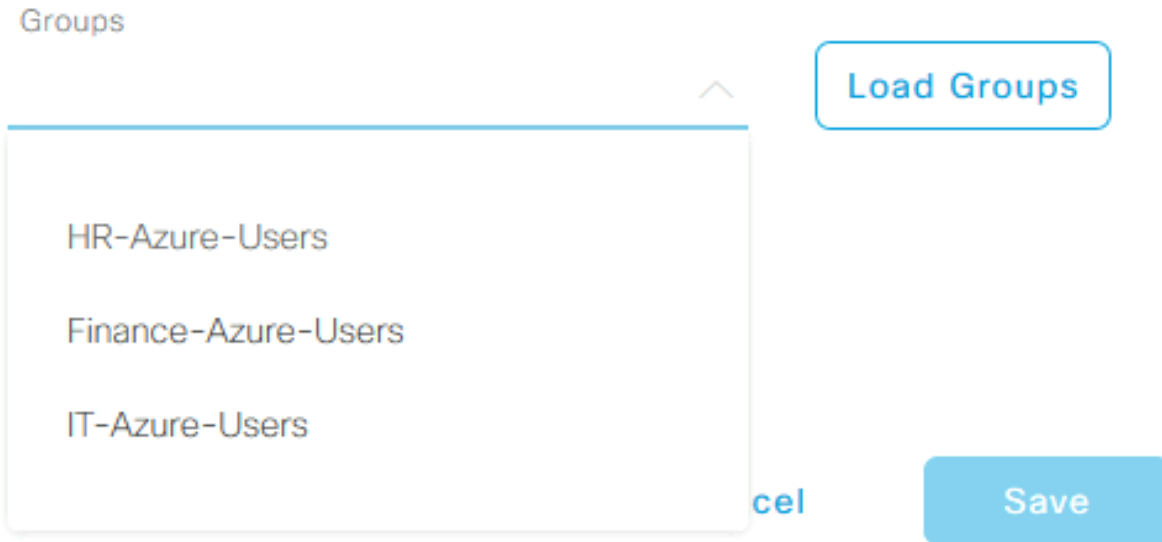 Groups
Load Groups
HR-Azure-Users
Finance-Azure-Users
IT-Azure-Users
cel
Save